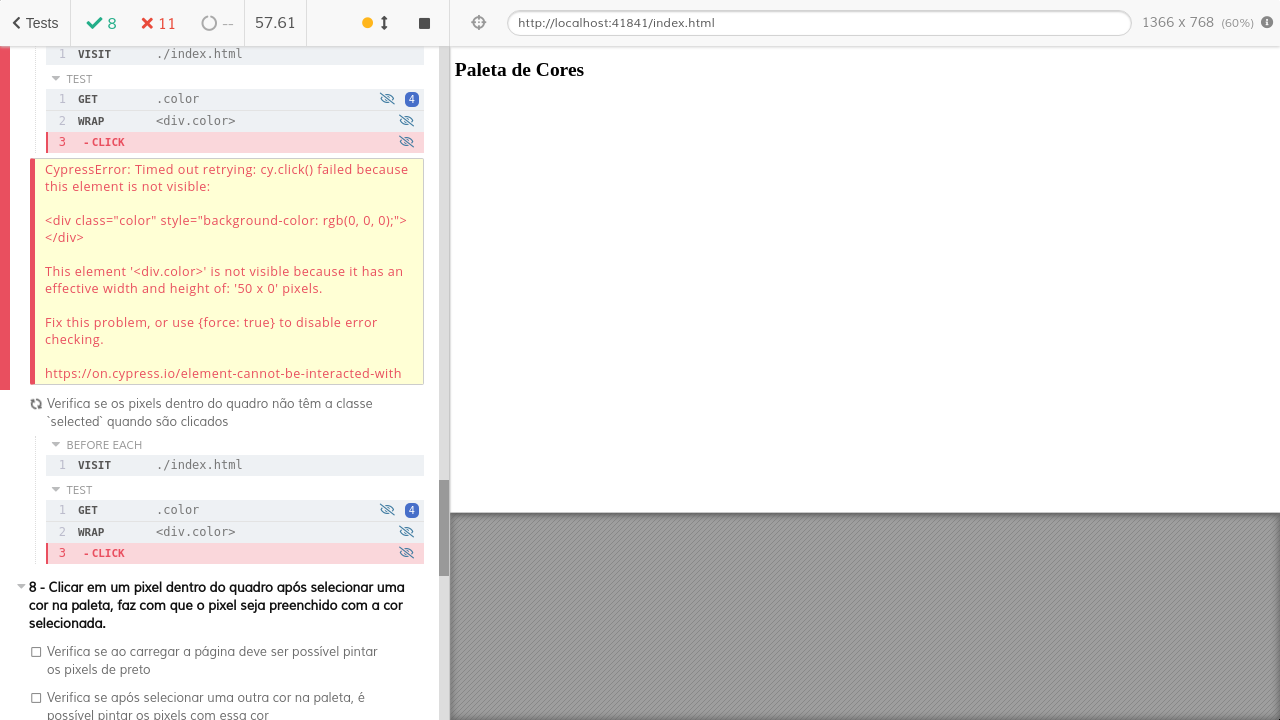 Tests 8 11 -- 57.61 http://localhost:41841/index.html 1366 x 768 (60%)
1 VISIT ./index.html
TEST
1 GET .color 4
2 WRAP <div.color>
3 - CLICK
CypressError: Timed out retrying: cy.click() failed because
this element is not visible:
<div class="color" style="background-color: rgb(0, 0, 0);">
</div>
This element '<div.color>' is not visible because it has an
effective width and height of: '50 x 0' pixels.
Fix this problem, or use {force: true} to disable error
checking.
https://on.cypress.io/element-cannot-be-interacted-with
Verifica se os pixels dentro do quadro não têm a classe
`selected` quando são clicados
BEFORE EACH
1 VISIT ./index.html
TEST
1 GET .color 4
2 WRAP <div.color>
3 - CLICK
8 - Clicar em um pixel dentro do quadro após selecionar uma
cor na paleta, faz com que o pixel seja preenchido com a cor
selecionada.
Verifica se ao carregar a página deve ser possível pintar
os pixels de preto
Verifica se após selecionar uma outra cor na paleta, é
possível pintar os pixels com essa cor
Paleta de Cores